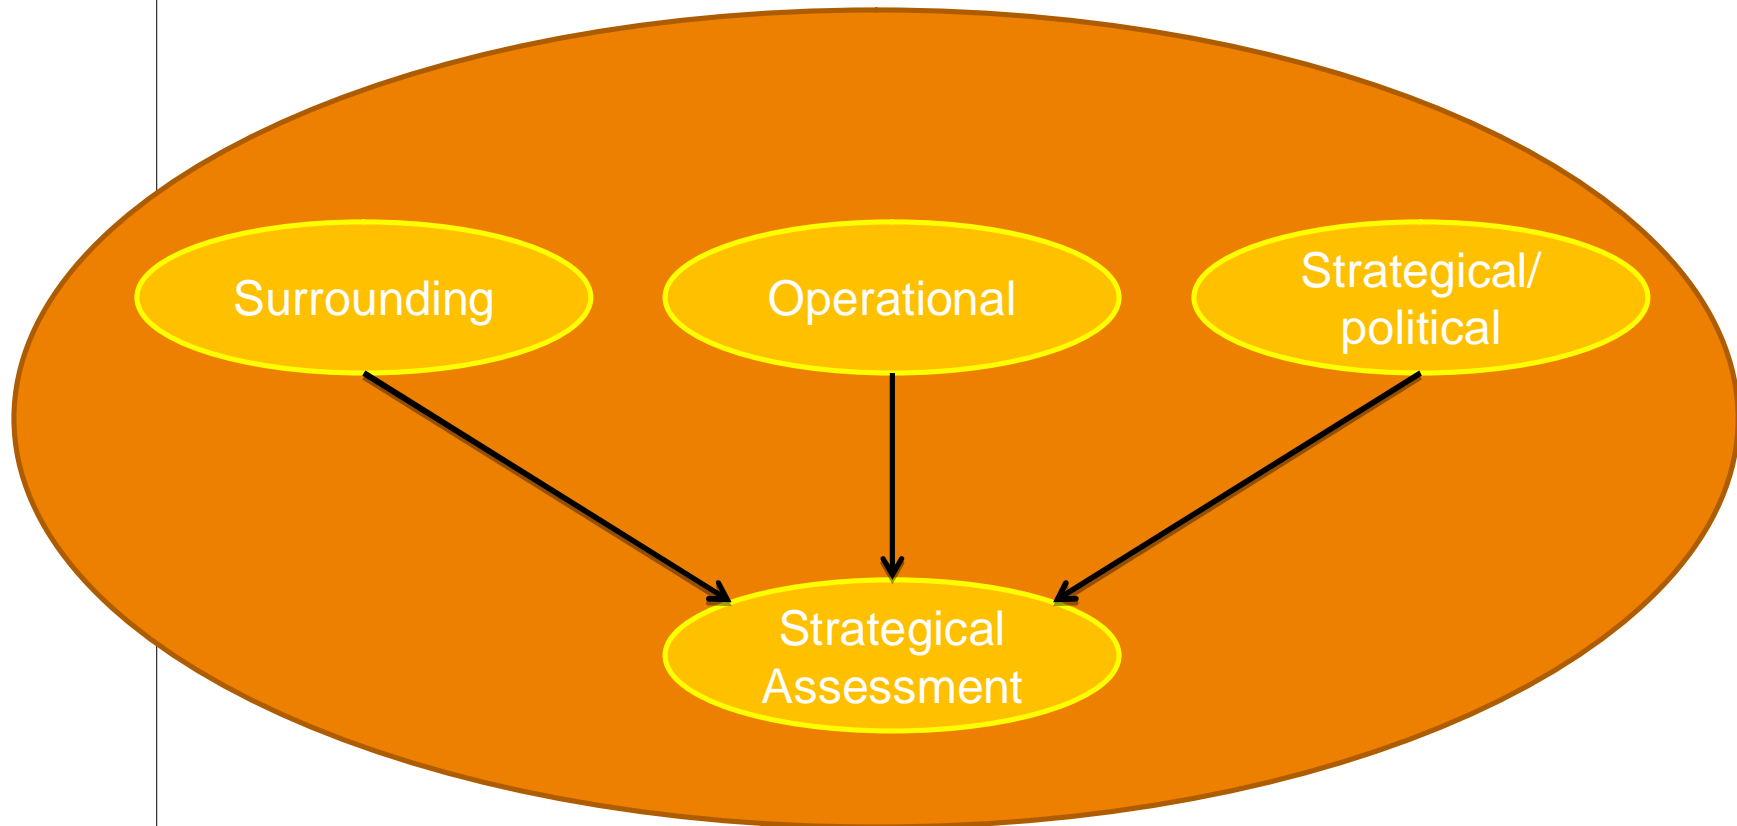 Surrounding
Operational
Strategical/
political
Strategical
Assessment